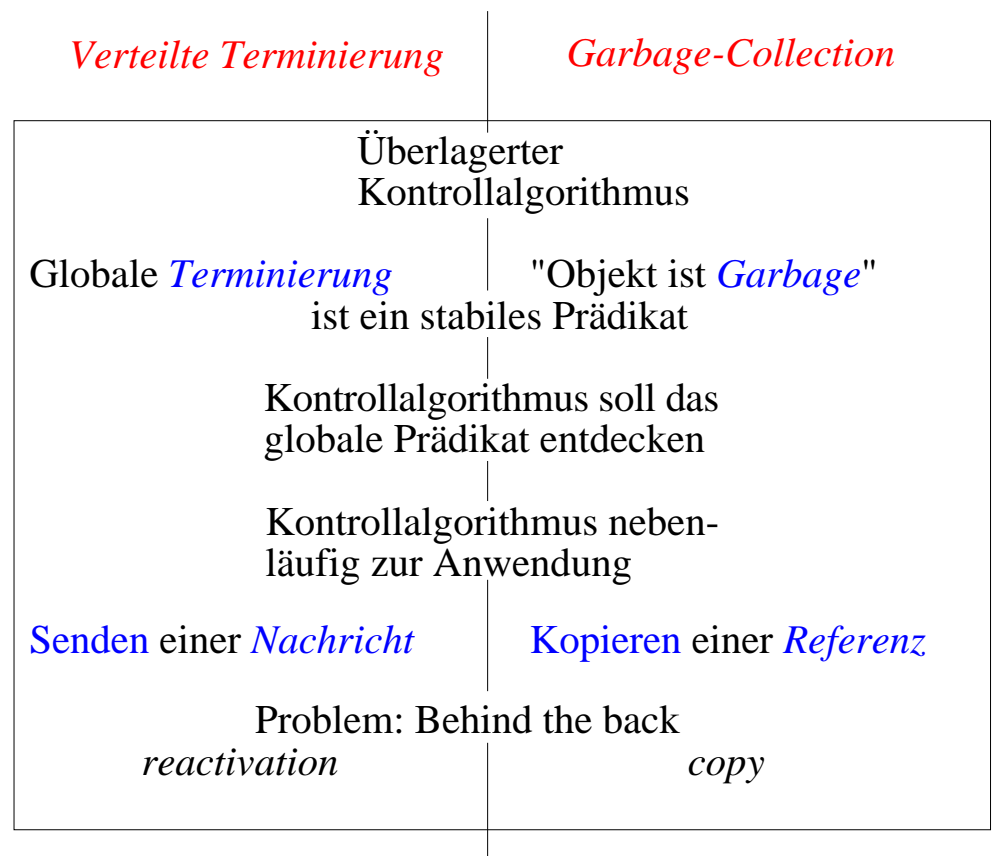 Verteilte Terminierung
Garbage-Collection
Überlagerter
Kontrollalgorithmus
Globale Terminierung
"Objekt ist Garbage"
ist ein stabiles Prädikat
Kontrollalgorithmus soll das
globale Prädikat entdecken
Kontrollalgorithmus neben-
läufig zur Anwendung
Senden einer Nachricht
Kopieren einer Referenz
Problem: Behind the back
reactivation
copy